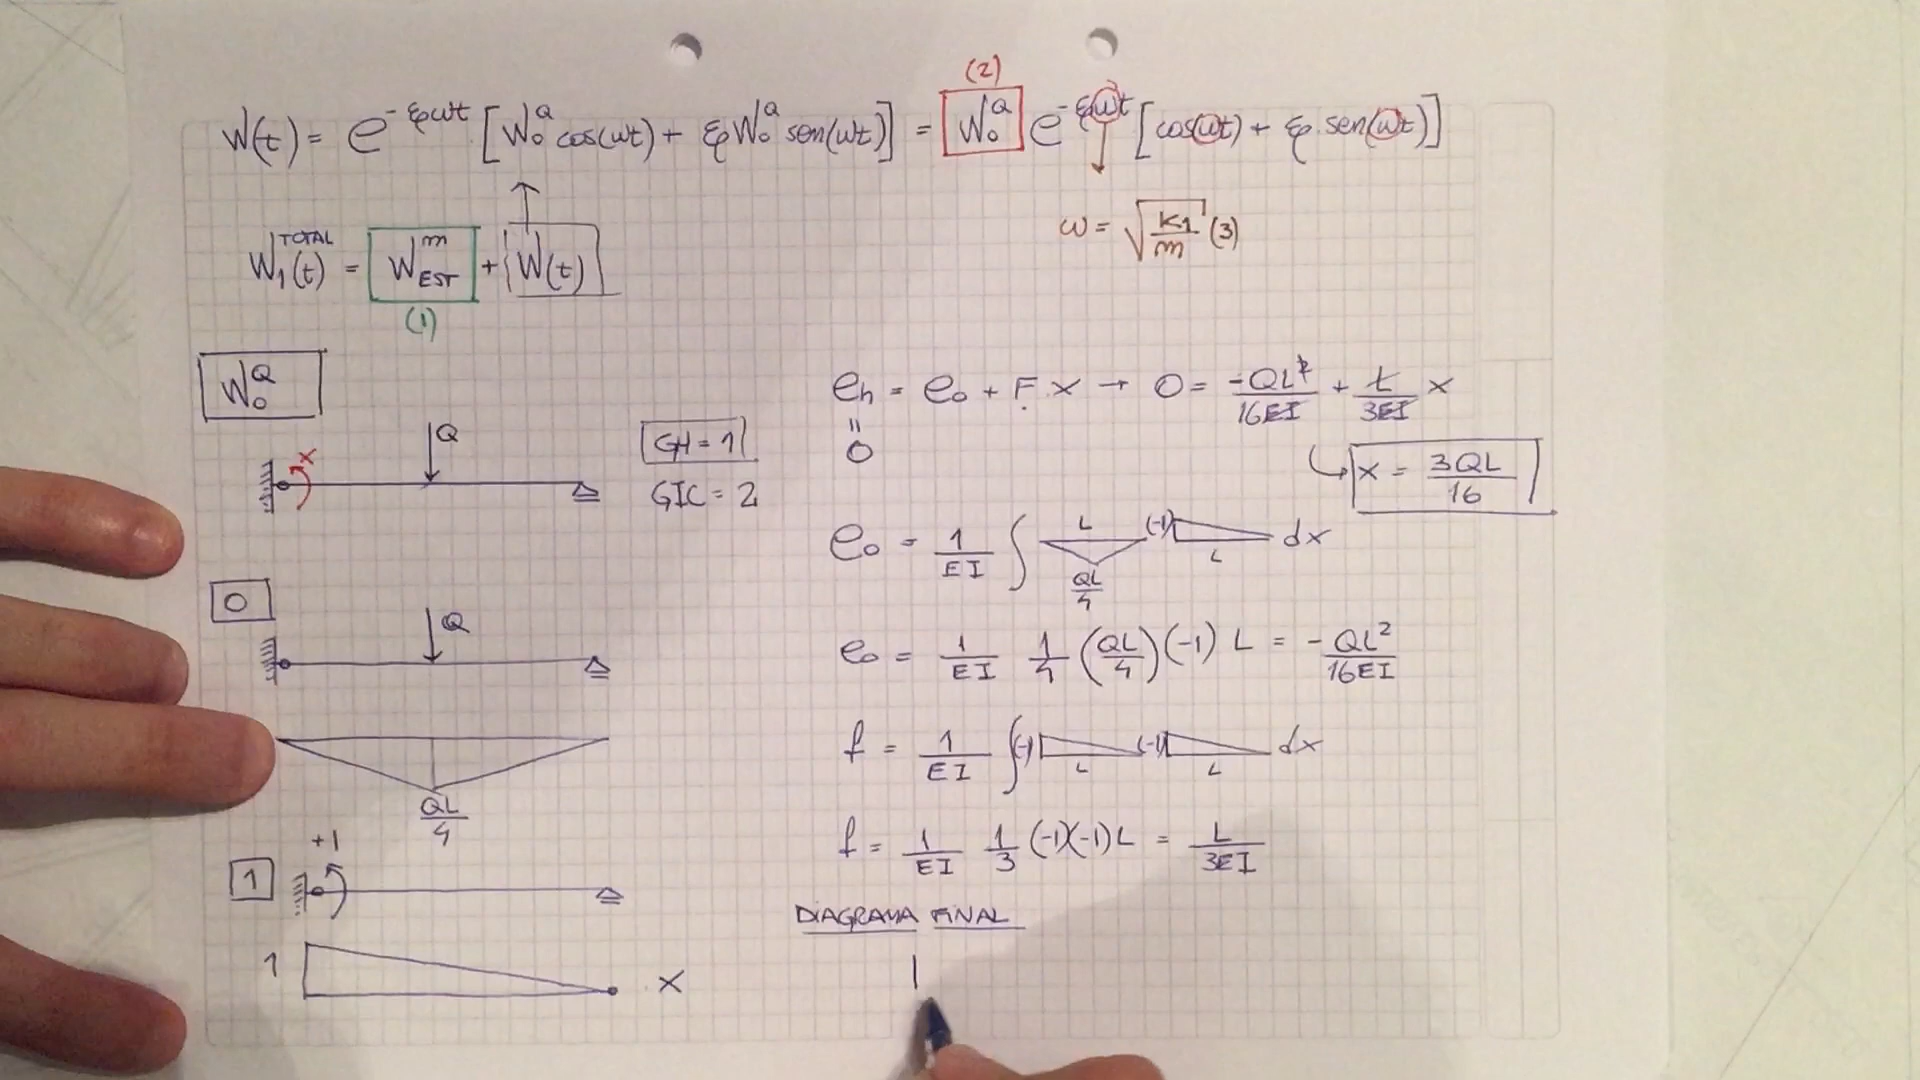 (2)
W(t) = e^{-ξωt} [W₀^Q cos(ωt) + ξW₀^Q sen(ωt)] = W₀^Q e^{-ξωt} [cos(ωt) + ξ sen(ωt)]
W₁^{TOTAL}(t) = W_{EST}^m + W(t)
(1)
ω = √(K1/m) (3)
W₀^Q
x
Q
GH = 1
GIC = 2
e_h = e₀ + F x → 0 = -QL²/16EI + L/3EI x
=
0
x = 3QL/16
e₀ = 1/EI ∫ L QL/4 (-1) L dx
0
Q
e₀ = 1/EI 1/4 (QL/4)(-1) L = -QL²/16EI
QL/4
f = 1/EI ∫ (-1) L (-1) L dx
f = 1/EI 1/3 (-1)(-1) L = L/3EI
+1
1
1
x
DIAGRAMA FINAL